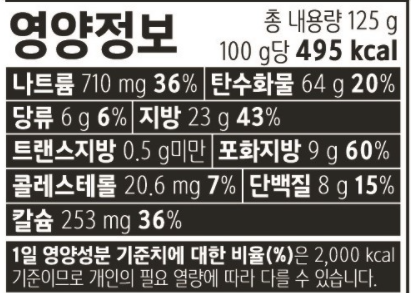 영양정보
총 내용량 125 g
100 g당 495 kcal
나트륨 710 mg 36% 탄수화물 64 g 20%
당류 6 g 6% 지방 23 g 43%
트랜스지방 0.5 g미만 포화지방 9 g 60%
콜레스테롤 20.6 mg 7% 단백질 8 g 15%
칼슘 253 mg 36%
1일 영양성분 기준치에 대한 비율(%)은 2,000 kcal
기준이므로 개인의 필요 열량에 따라 다를 수 있습니다.